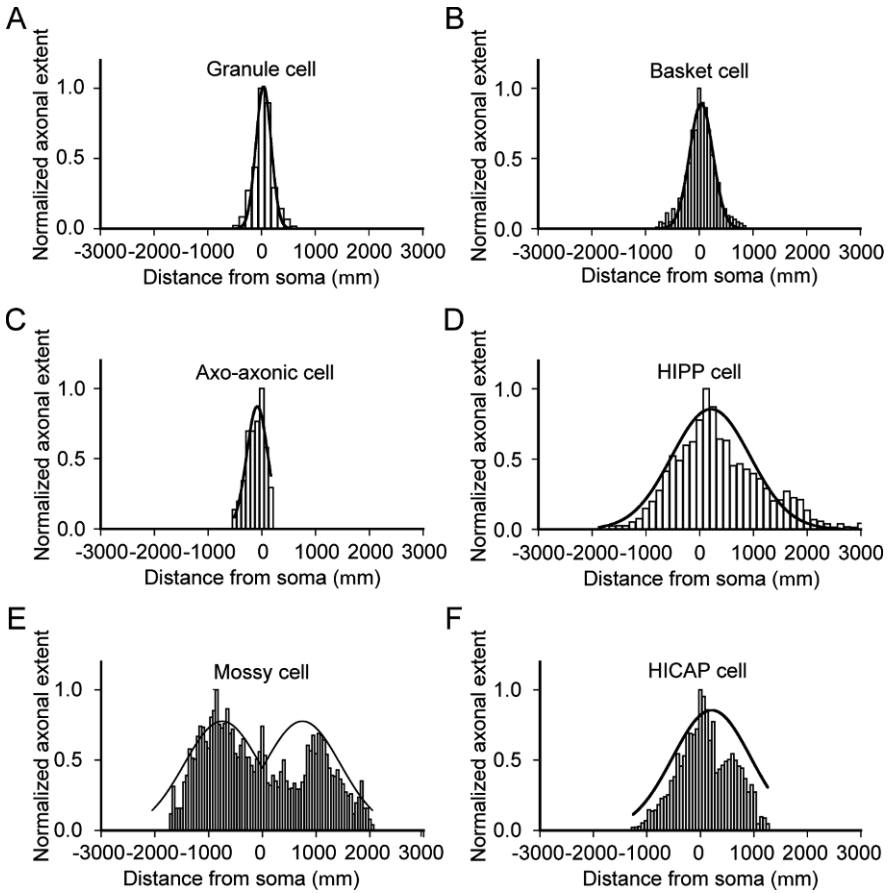 A
Granule cell
Normalized axonal extent
1.0
0.5
0.0
-3000-2000-1000 0 1000 2000 3000
Distance from soma (mm)
B
Basket cell
Normalized axonal extent
1.0
0.5
0.0
-3000-2000-1000 0 1000 2000 3000
Distance from soma (mm)
C
Axo-axonic cell
Normalized axonal extent
1.0
0.5
0.0
-3000-2000-1000 0 1000 2000 3000
Distance from soma (mm)
D
HIPP cell
Normalized axonal extent
1.0
0.5
0.0
-3000-2000-1000 0 1000 2000 3000
Distance from soma (mm)
E
Mossy cell
Normalized axonal extent
1.0
0.5
0.0
-3000-2000-1000 0 1000 2000 3000
Distance from soma (mm)
F
HICAP cell
Normalized axonal extent
1.0
0.5
0.0
-3000-2000-1000 0 1000 2000 3000
Distance from soma (mm)